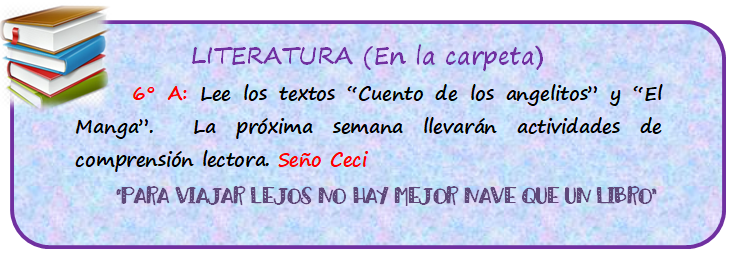 LITERATURA (En la carpeta)
6° A: Lee los textos “Cuento de los angelitos” y “El
Manga”. La próxima semana llevarán actividades de
comprensión lectora. Seño Ceci
"PARA VIAJAR LEJOS NO HAY MEJOR NAVE QUE UN LIBRO"